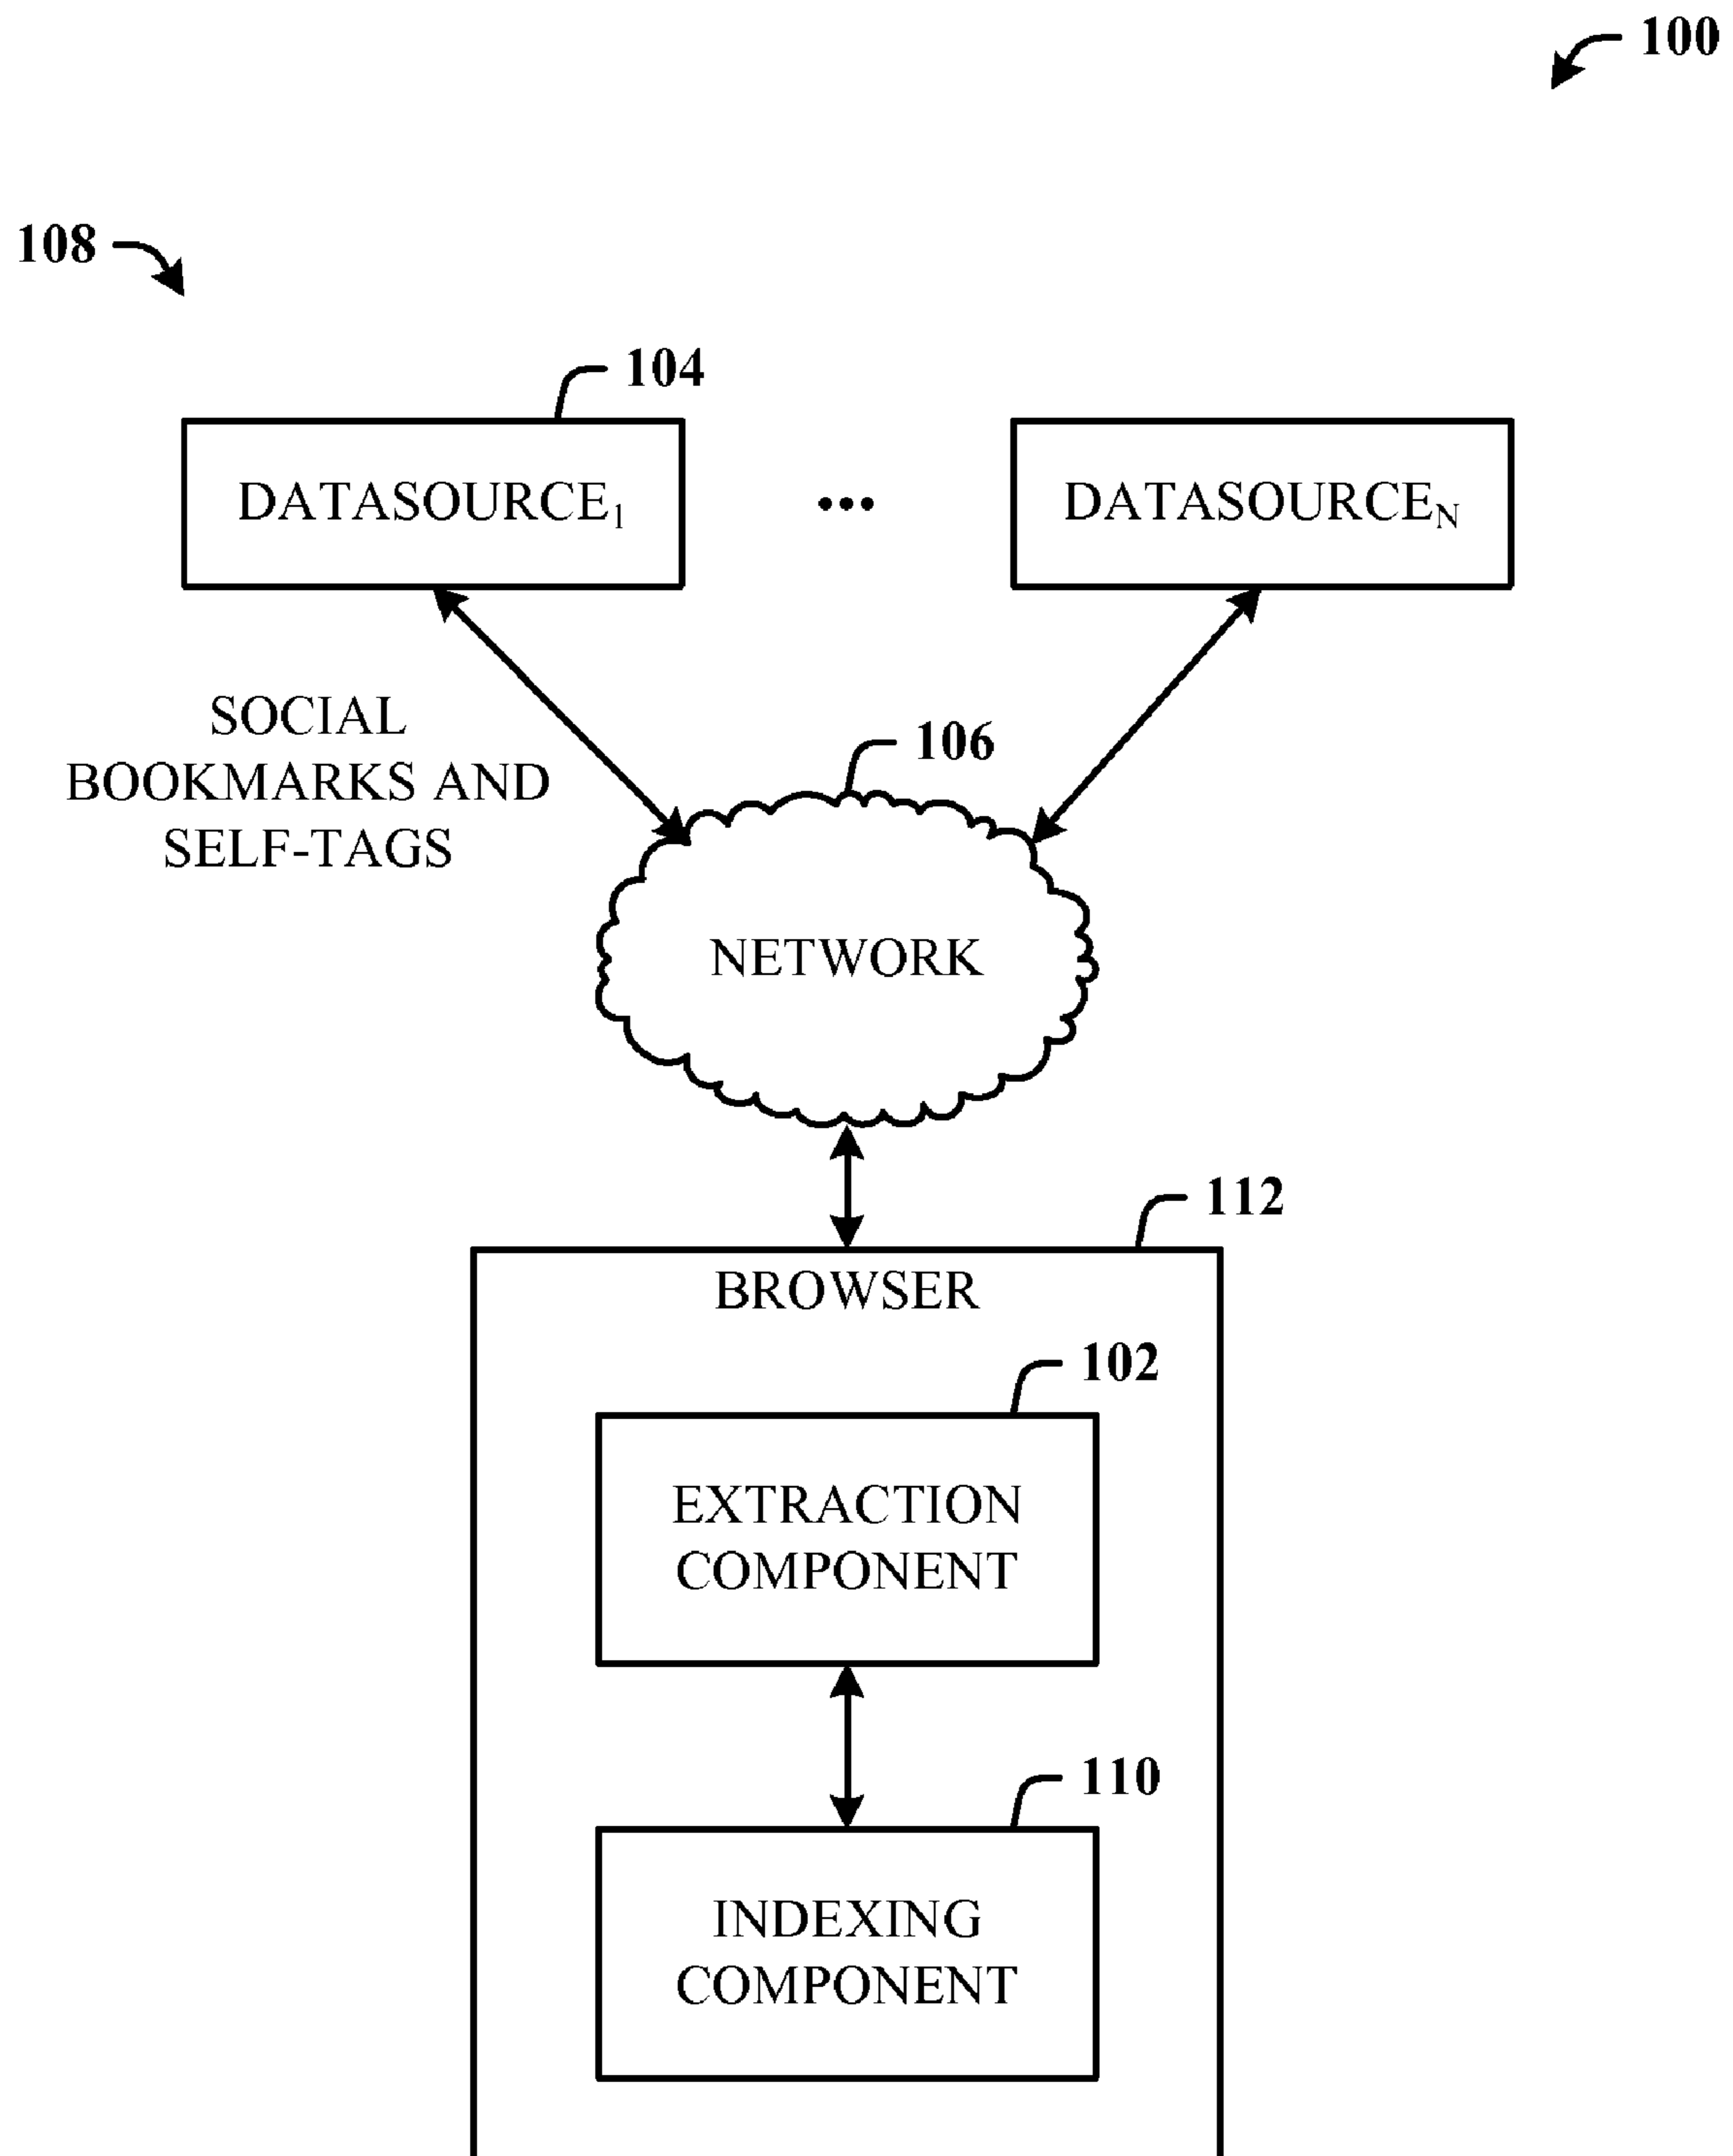 100
108
104
DATASOURCE1
...
DATASOURCEN
SOCIAL
BOOKMARKS AND
SELF-TAGS
106
NETWORK
112
BROWSER
102
EXTRACTION
COMPONENT
110
INDEXING
COMPONENT